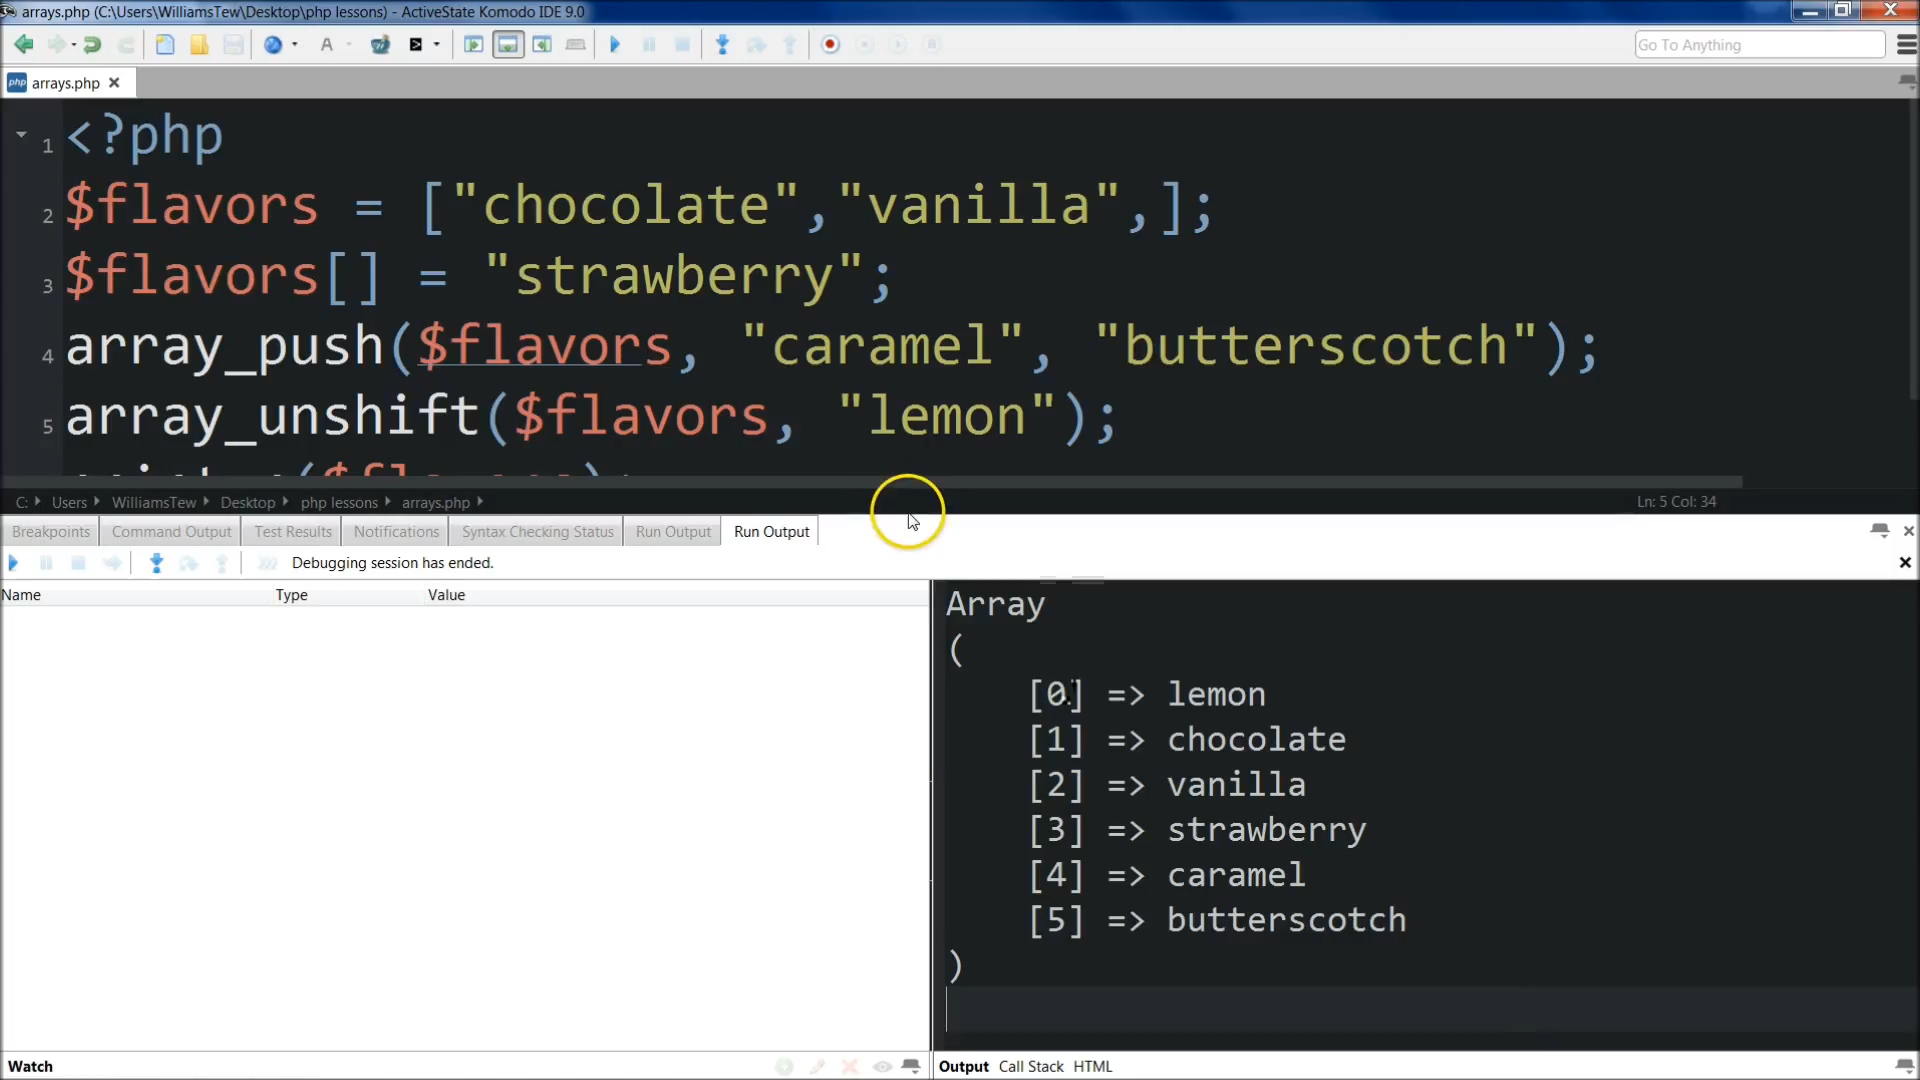 arrays.php (C:\Users\WilliamsTew\Desktop\php lessons) - ActiveState Komodo IDE 9.0
Go To Anything
php arrays.php
1 <?php
2 $flavors = ["chocolate","vanilla",];
3 $flavors[] = "strawberry";
4 array_push($flavors, "caramel", "butterscotch");
5 array_unshift($flavors, "lemon");
C: Users WilliamsTew Desktop php lessons arrays.php Ln: 5 Col: 34
Breakpoints Command Output Test Results Notifications Syntax Checking Status Run Output Run Output
Debugging session has ended.
Name Type Value
Array
(
[0] => lemon
[1] => chocolate
[2] => vanilla
[3] => strawberry
[4] => caramel
[5] => butterscotch
)
Watch
Output Call Stack HTML